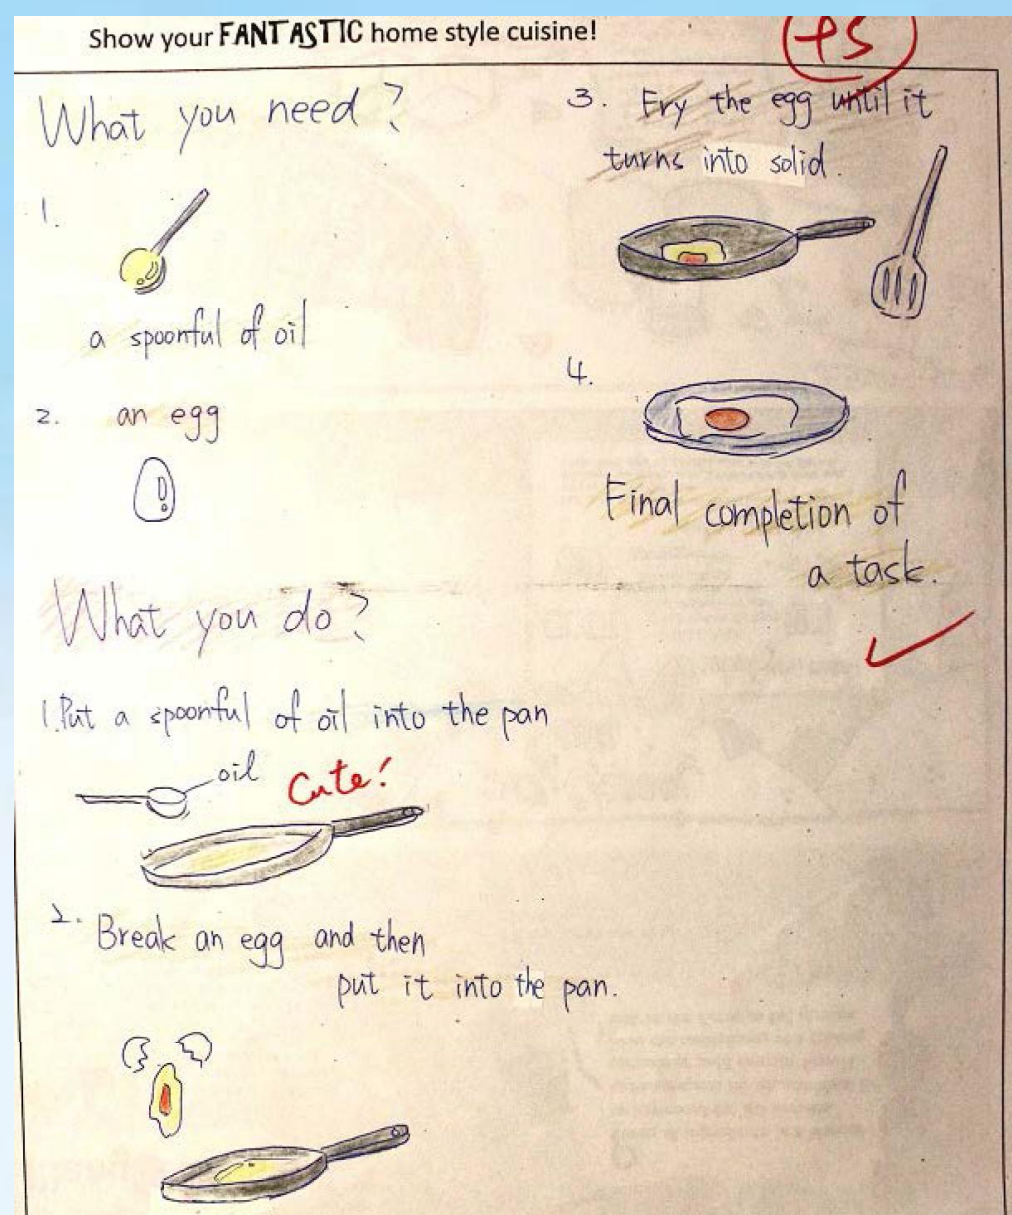 Show your FANTASTIC home style cuisine!
What you need?
1.
a spoonful of oil
2. an egg
What you do?
1. Put a spoonful of oil into the pan
oil
Cute!
2. Break an egg and then
put it into the pan.
3. Fry the egg until it
turns into solid.
4.
Final completion of
a task.